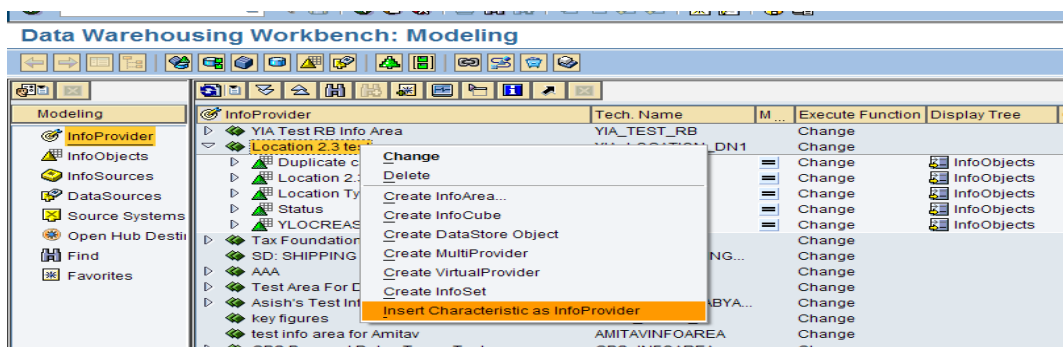 Data Warehousing Workbench: Modeling
Modeling
InfoProvider
InfoObjects
InfoSources
DataSources
Source Systems
Open Hub Desti
Find
Favorites
InfoProvider Tech. Name M... Execute Function Display Tree
YIA Test RB Info Area YIA_TEST_RB Change
Location 2.3 tes DN1 Change
Duplicate c = Change InfoObjects
Location 2. = Change InfoObjects
Location Ty = Change InfoObjects
Status = Change InfoObjects
YLOCREAS = Change InfoObjects
Tax Foundation Change
SD: SHIPPING NG... Change
AAA Change
Test Area For D Change
Asish's Test Inf ABYA... Change
key figures Change
test info area for Amitav AMITAVINFOAREA Change
Change
Delete
Create InfoArea...
Create InfoCube
Create DataStore Object
Create MultiProvider
Create VirtualProvider
Create InfoSet
Insert Characteristic as InfoProvider